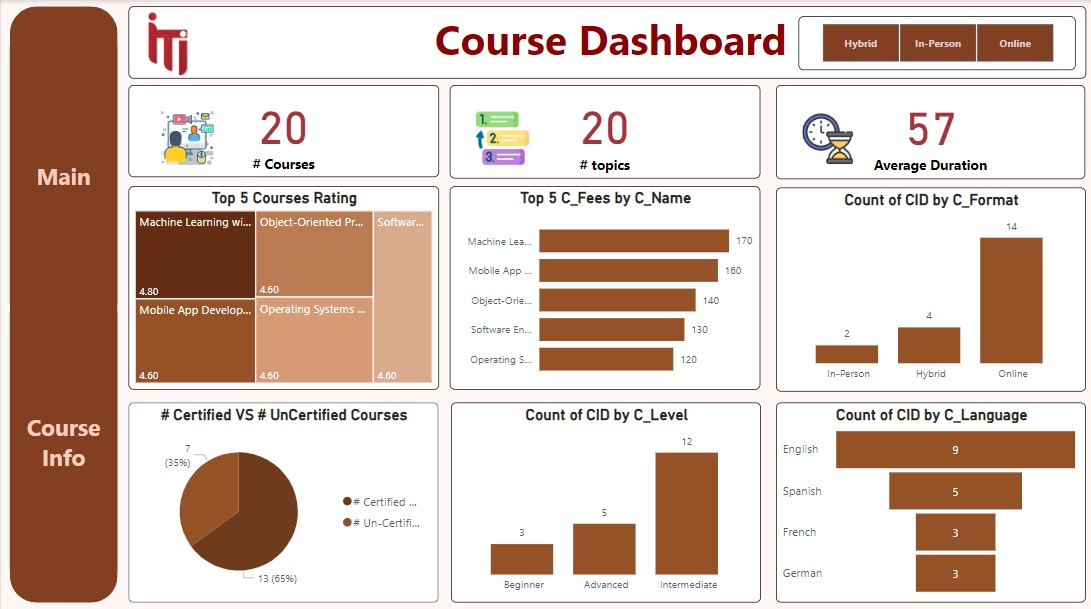 iTi
Course Dashboard
Hybrid
In-Person
Online
Main
Course
Info
20
# Courses
1.
2.
3.
20
# topics
57
Average Duration
Top 5 Courses Rating
Machine Learning wi...
4.80
Object-Oriented Pr...
4.60
Softwar...
4.60
Mobile App Develop...
4.60
Operating Systems ...
4.60
Top 5 C_Fees by C_Name
Machine Lea... 170
Mobile App ... 160
Object-Orie... 140
Software En... 130
Operating S... 120
Count of CID by C_Format
2
4
14
In-Person
Hybrid
Online
# Certified VS # UnCertified Courses
7
(35%)
13 (65%)
# Certified ...
# Un-Certifi...
Count of CID by C_Level
3
5
12
Beginner
Advanced
Intermediate
Count of CID by C_Language
English 9
Spanish 5
French 3
German 3